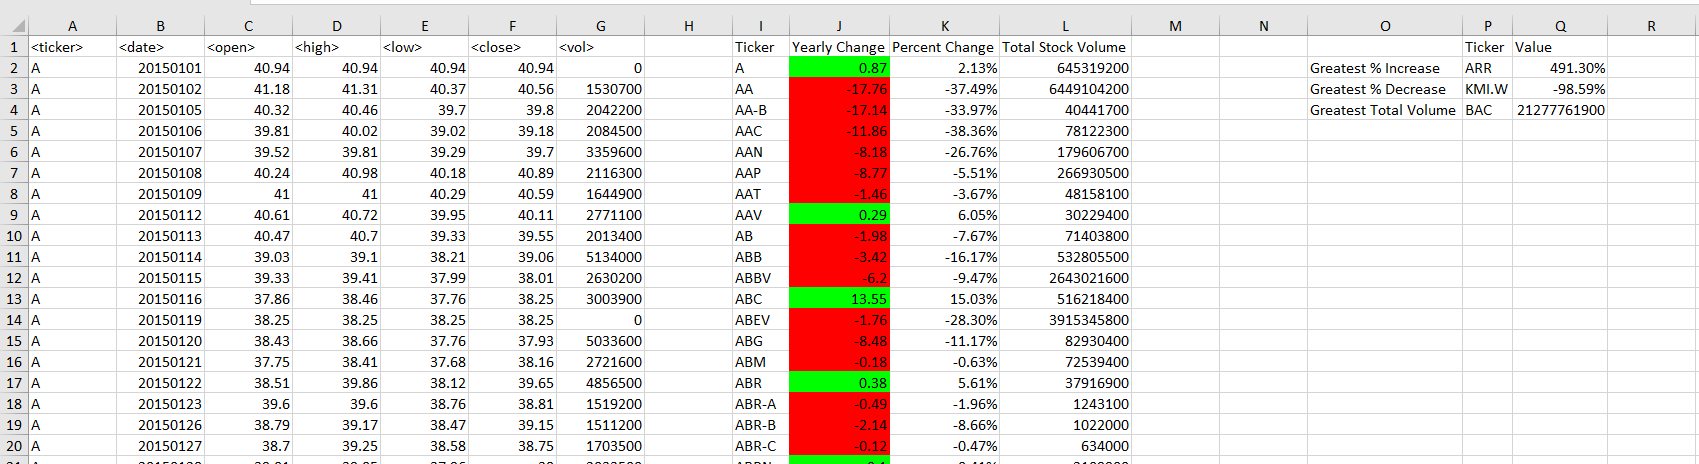 A B C D E F G H I J K L M N O P Q R
1 <ticker> <date> <open> <high> <low> <close> <vol> Ticker Yearly Change Percent Change Total Stock Volume Ticker Value
2 A 20150101 40.94 40.94 40.94 40.94 0 A 0.87 2.13% 645319200 Greatest % Increase ARR 491.30%
3 A 20150102 41.18 41.31 40.37 40.56 1530700 AA -17.76 -37.49% 6449104200 Greatest % Decrease KMI.W -98.59%
4 A 20150105 40.32 40.46 39.7 39.8 2042200 AA-B -17.14 -33.97% 40441700 Greatest Total Volume BAC 21277761900
5 A 20150106 39.81 40.02 39.02 39.18 2084500 AAC -11.86 -38.36% 78122300
6 A 20150107 39.52 39.81 39.29 39.7 3359600 AAN -8.18 -26.76% 179606700
7 A 20150108 40.24 40.98 40.18 40.89 2116300 AAP -8.77 -5.51% 266930500
8 A 20150109 41 41 40.29 40.59 1644900 AAT -1.46 -3.67% 48158100
9 A 20150112 40.61 40.72 39.95 40.11 2771100 AAV 0.29 6.05% 30229400
10 A 20150113 40.47 40.7 39.33 39.55 2013400 AB -1.98 -7.67% 71403800
11 A 20150114 39.03 39.1 38.21 39.06 5134000 ABB -3.42 -16.17% 532805500
12 A 20150115 39.33 39.41 37.99 38.01 2630200 ABBV -6.2 -9.47% 2643021600
13 A 20150116 37.86 38.46 37.76 38.25 3003900 ABC 13.55 15.03% 516218400
14 A 20150119 38.25 38.25 38.25 38.25 0 ABEV -1.76 -28.30% 3915345800
15 A 20150120 38.43 38.66 37.76 37.93 5033600 ABG -8.48 -11.17% 82930400
16 A 20150121 37.75 38.41 37.68 38.16 2721600 ABM -0.18 -0.63% 72539400
17 A 20150122 38.51 39.86 38.12 39.65 4856500 ABR 0.38 5.61% 37916900
18 A 20150123 39.6 39.6 38.76 38.81 1519200 ABR-A -0.49 -1.96% 1243100
19 A 20150126 38.79 39.17 38.47 39.15 1511200 ABR-B -2.14 -8.66% 1022000
20 A 20150127 38.7 39.25 38.58 38.75 1703500 ABR-C -0.12 -0.47% 634000